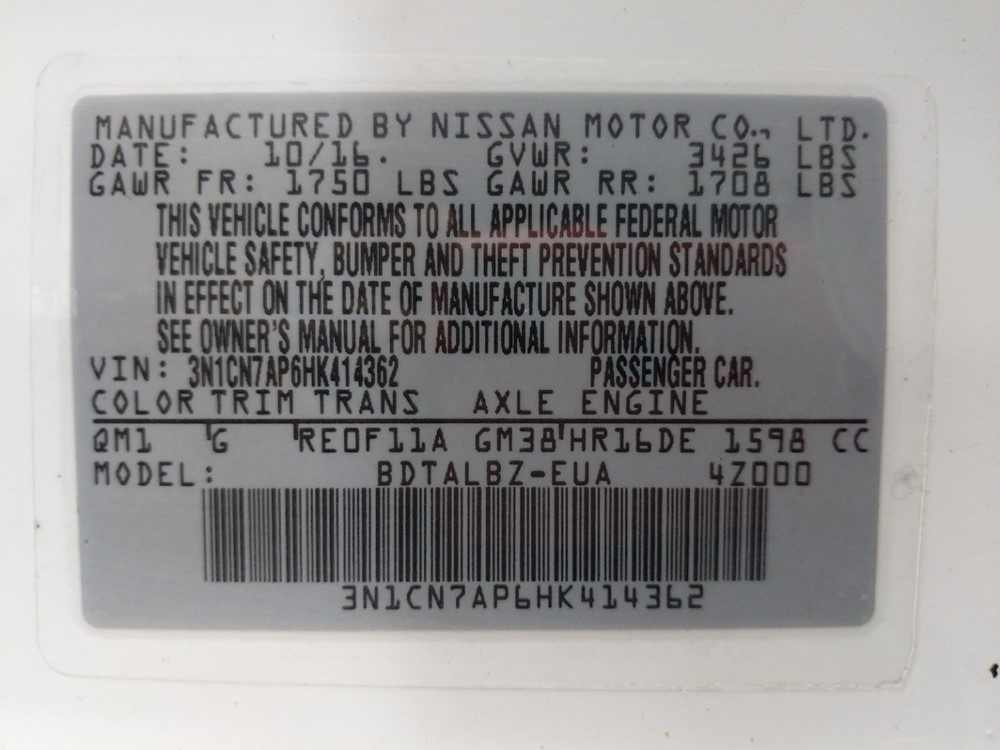 MANUFACTURED BY NISSAN MOTOR CO., LTD.
DATE: 10/16. GVWR: 3426 LBS
GAWR FR: 1750 LBS GAWR RR: 1708 LBS
THIS VEHICLE CONFORMS TO ALL APPLICABLE FEDERAL MOTOR
VEHICLE SAFETY, BUMPER AND THEFT PREVENTION STANDARDS
IN EFFECT ON THE DATE OF MANUFACTURE SHOWN ABOVE.
SEE OWNER'S MANUAL FOR ADDITIONAL INFORMATION.
VIN: 3N1CN7AP6HK414362 PASSENGER CAR.
COLOR TRIM TRANS AXLE ENGINE
QM1 G RE0F11A GM38 HR16DE 1598 CC
MODEL: BDTALBZ-EUA 4Z000
3N1CN7AP6HK414362